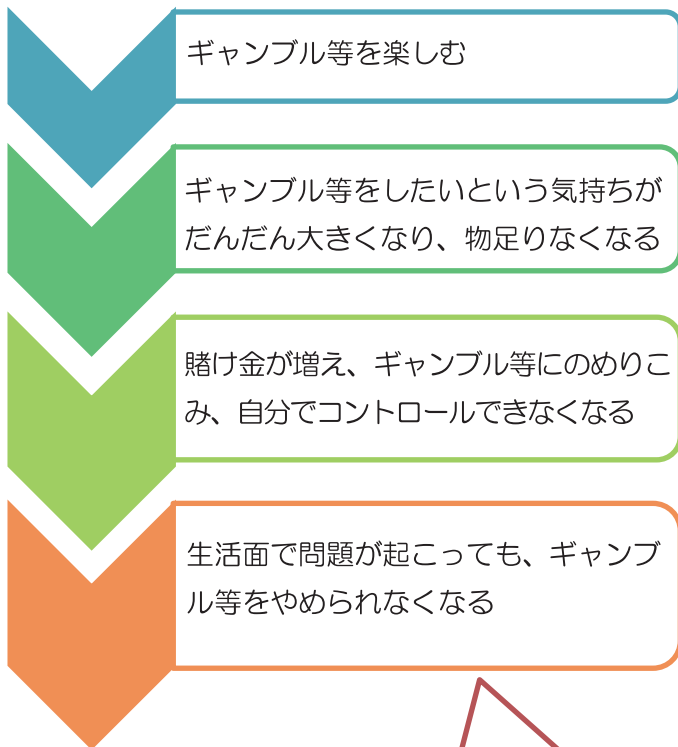 ギャンブル等を楽しむ
ギャンブル等をしたいという気持ちが
だんだん大きくなり、物足りなくなる
賭け金が増え、ギャンブル等にのめりこ
み、自分でコントロールできなくなる
生活面で問題が起こっても、ギャンブ
ル等をやめられなくなる